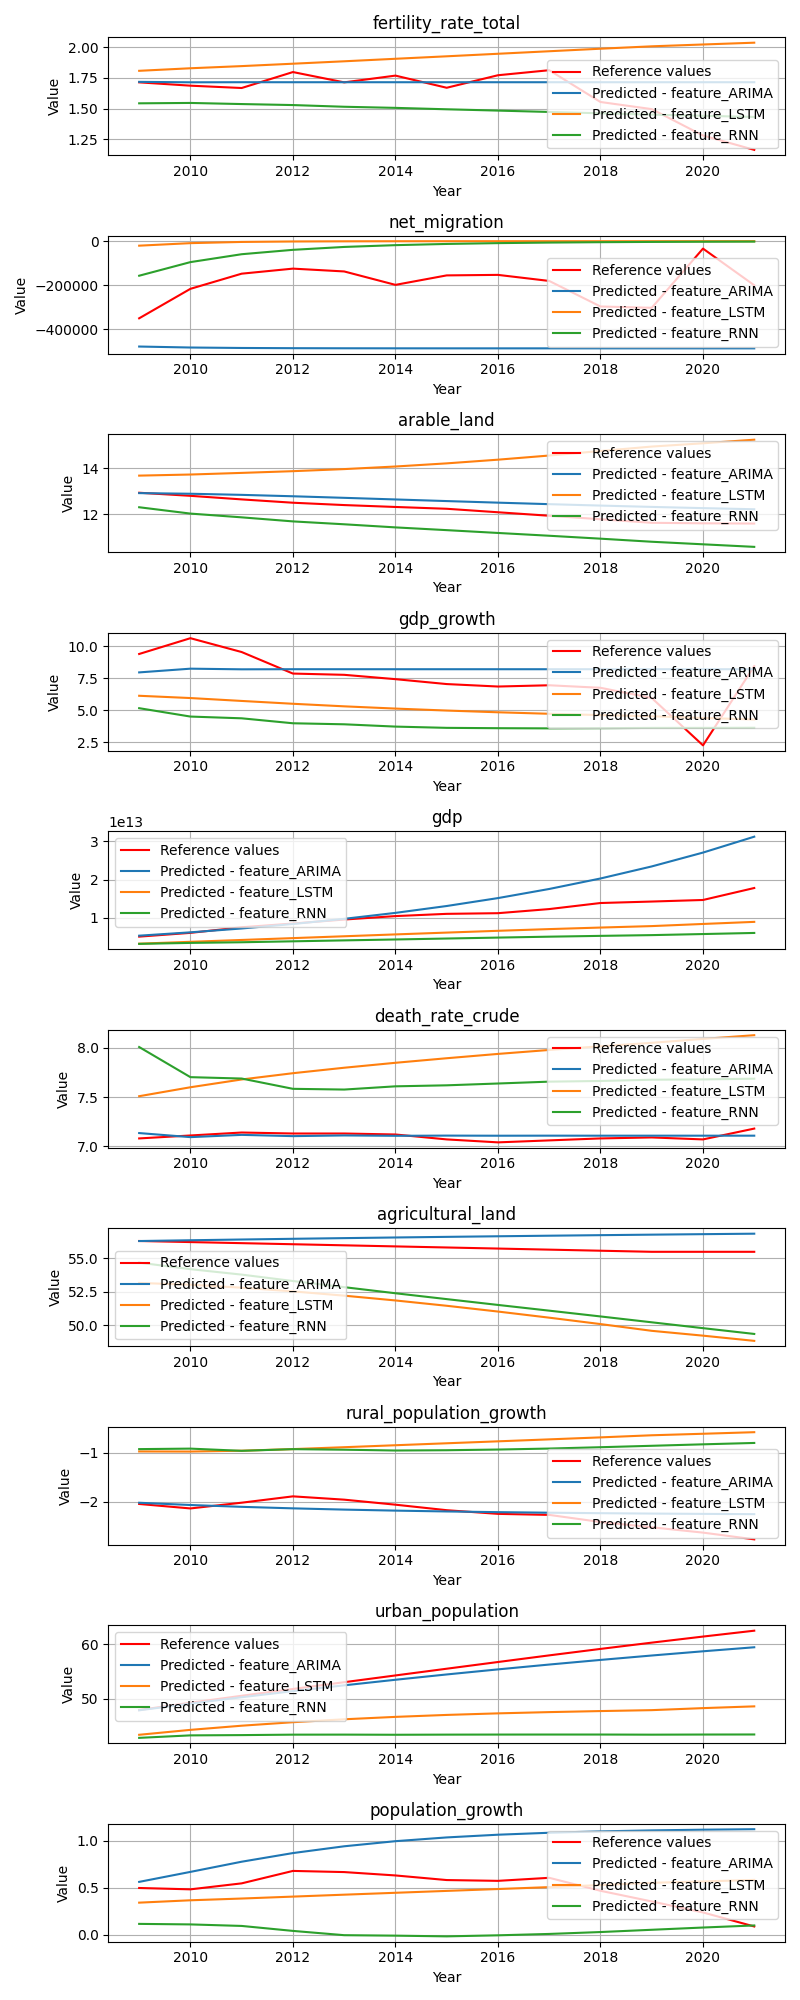 fertility_rate_total
2.00
1.75
1.50
1.25
Value
Reference values
Predicted - feature_ARIMA
Predicted - feature_LSTM
Predicted - feature_RNN
2010 2012 2014 2016 2018 2020
Year
net_migration
0
−200000
−400000
Value
Reference values
Predicted - feature_ARIMA
Predicted - feature_LSTM
Predicted - feature_RNN
2010 2012 2014 2016 2018 2020
Year
arable_land
14
12
Value
Reference values
Predicted - feature_ARIMA
Predicted - feature_LSTM
Predicted - feature_RNN
2010 2012 2014 2016 2018 2020
Year
gdp_growth
10.0
7.5
5.0
2.5
Value
Reference values
Predicted - feature_ARIMA
Predicted - feature_LSTM
Predicted - feature_RNN
2010 2012 2014 2016 2018 2020
Year
gdp
1e13
3
2
1
Value
Reference values
Predicted - feature_ARIMA
Predicted - feature_LSTM
Predicted - feature_RNN
2010 2012 2014 2016 2018 2020
Year
death_rate_crude
8.0
7.5
7.0
Value
Reference values
Predicted - feature_ARIMA
Predicted - feature_LSTM
Predicted - feature_RNN
2010 2012 2014 2016 2018 2020
Year
agricultural_land
55.0
52.5
50.0
Value
Reference values
Predicted - feature_ARIMA
Predicted - feature_LSTM
Predicted - feature_RNN
2010 2012 2014 2016 2018 2020
Year
rural_population_growth
−1
−2
Value
Reference values
Predicted - feature_ARIMA
Predicted - feature_LSTM
Predicted - feature_RNN
2010 2012 2014 2016 2018 2020
Year
urban_population
60
50
Value
Reference values
Predicted - feature_ARIMA
Predicted - feature_LSTM
Predicted - feature_RNN
2010 2012 2014 2016 2018 2020
Year
population_growth
1.0
0.5
0.0
Value
Reference values
Predicted - feature_ARIMA
Predicted - feature_LSTM
Predicted - feature_RNN
2010 2012 2014 2016 2018 2020
Year